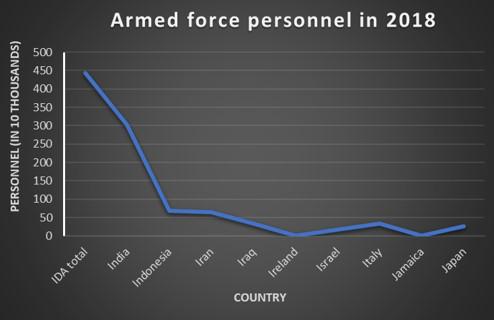 Armed force personnel in 2018
PERSONNEL (IN 10 THOUSANDS)
500
450
400
350
300
250
200
150
100
50
0
IDA total
India
Indonesia
Iran
Iraq
Ireland
Israel
Italy
Jamaica
Japan
COUNTRY